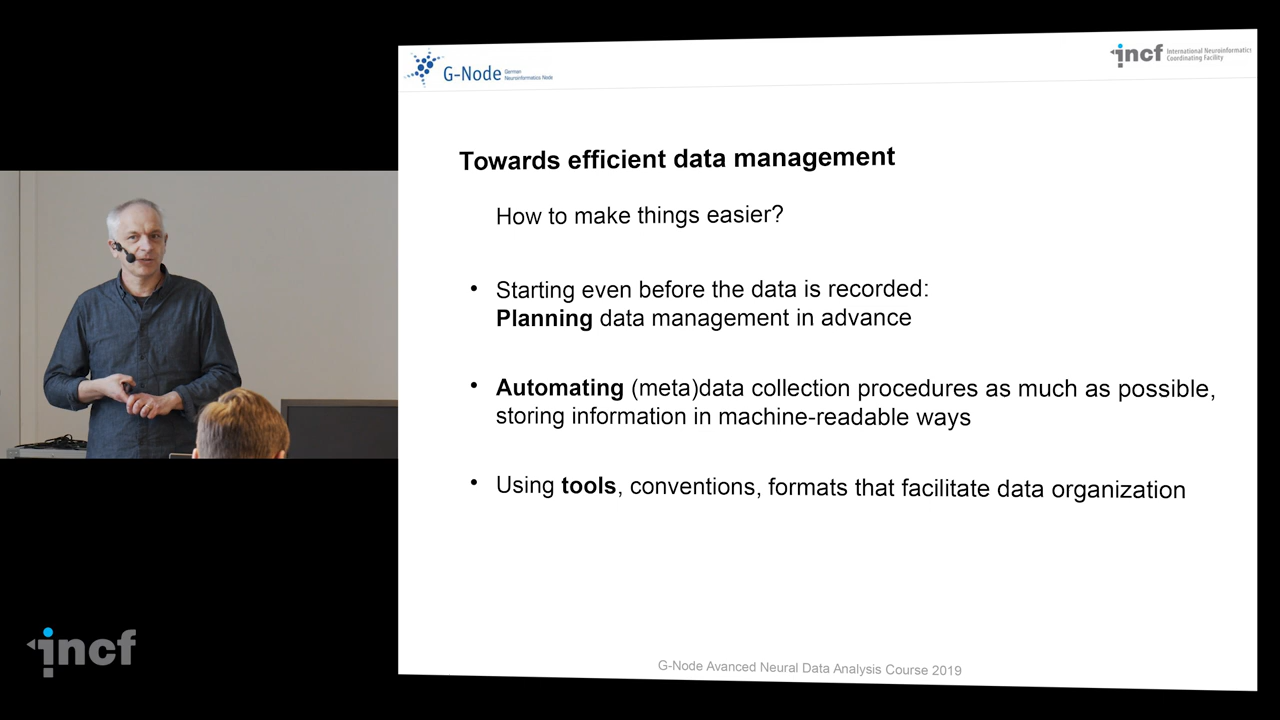 G-Node German
Neuroinformatics Node
incf International Neuroinformatics
Coordinating Facility
Towards efficient data management
How to make things easier?
• Starting even before the data is recorded:
Planning data management in advance
• Automating (meta)data collection procedures as much as possible,
storing information in machine-readable ways
• Using tools, conventions, formats that facilitate data organization
G-Node Avanced Neural Data Analysis Course 2019
incf